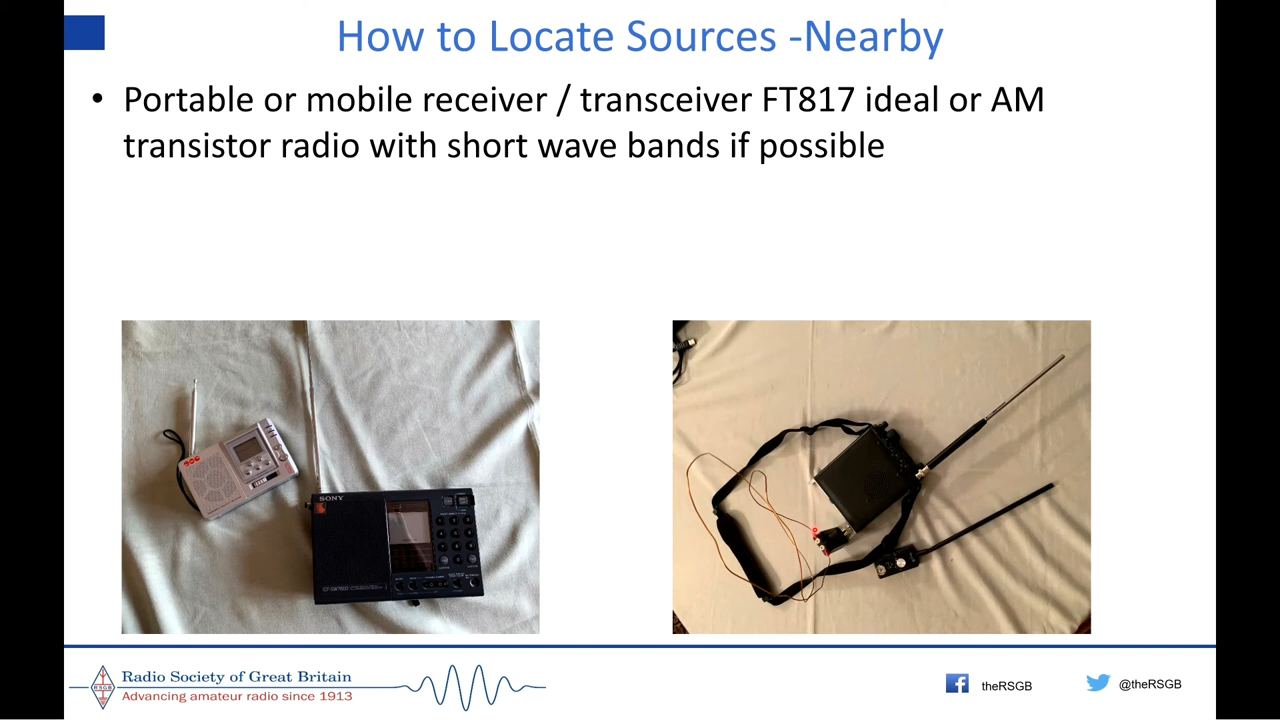 How to Locate Sources -Nearby
• Portable or mobile receiver / transceiver FT817 ideal or AM
transistor radio with short wave bands if possible
SONY
RSGB
Radio Society of Great Britain
Advancing amateur radio since 1913
theRSGB
@theRSGB